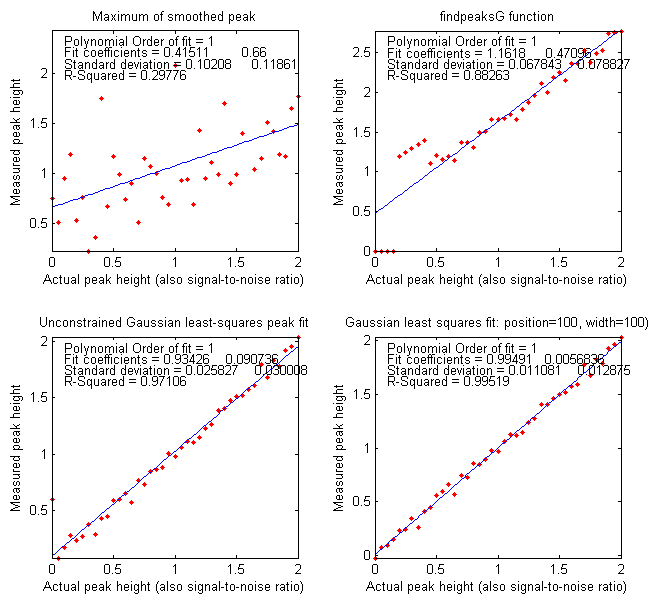 Maximum of smoothed peak
Polynomial Order of fit = 1
Fit coefficients = 0.41511 0.66
Standard deviation = 0.10208 0.11861
R-Squared = 0.29776
2
1.5
1
0.5
Measured peak height
0 0.5 1 1.5 2
Actual peak height (also signal-to-noise ratio)
findpeaksG function
Polynomial Order of fit = 1
Fit coefficients = 1.1618 0.47096
Standard deviation = 0.067843 0.078827
R-Squared = 0.88263
2.5
2
1.5
1
0.5
0
Measured peak height
0 0.5 1 1.5 2
Actual peak height (also signal-to-noise ratio)
Unconstrained Gaussian least-squares peak fit
Polynomial Order of fit = 1
Fit coefficients = 0.93426 0.090736
Standard deviation = 0.025827 0.030008
R-Squared = 0.97106
2
1.5
1
0.5
Measured peak height
0 0.5 1 1.5 2
Actual peak height (also signal-to-noise ratio)
Gaussian least squares fit: position=100, width=100)
Polynomial Order of fit = 1
Fit coefficients = 0.99491 0.0056836
Standard deviation = 0.011081 0.012875
R-Squared = 0.99519
2
1.5
1
0.5
0
Measured peak height
0 0.5 1 1.5 2
Actual peak height (also signal-to-noise ratio)